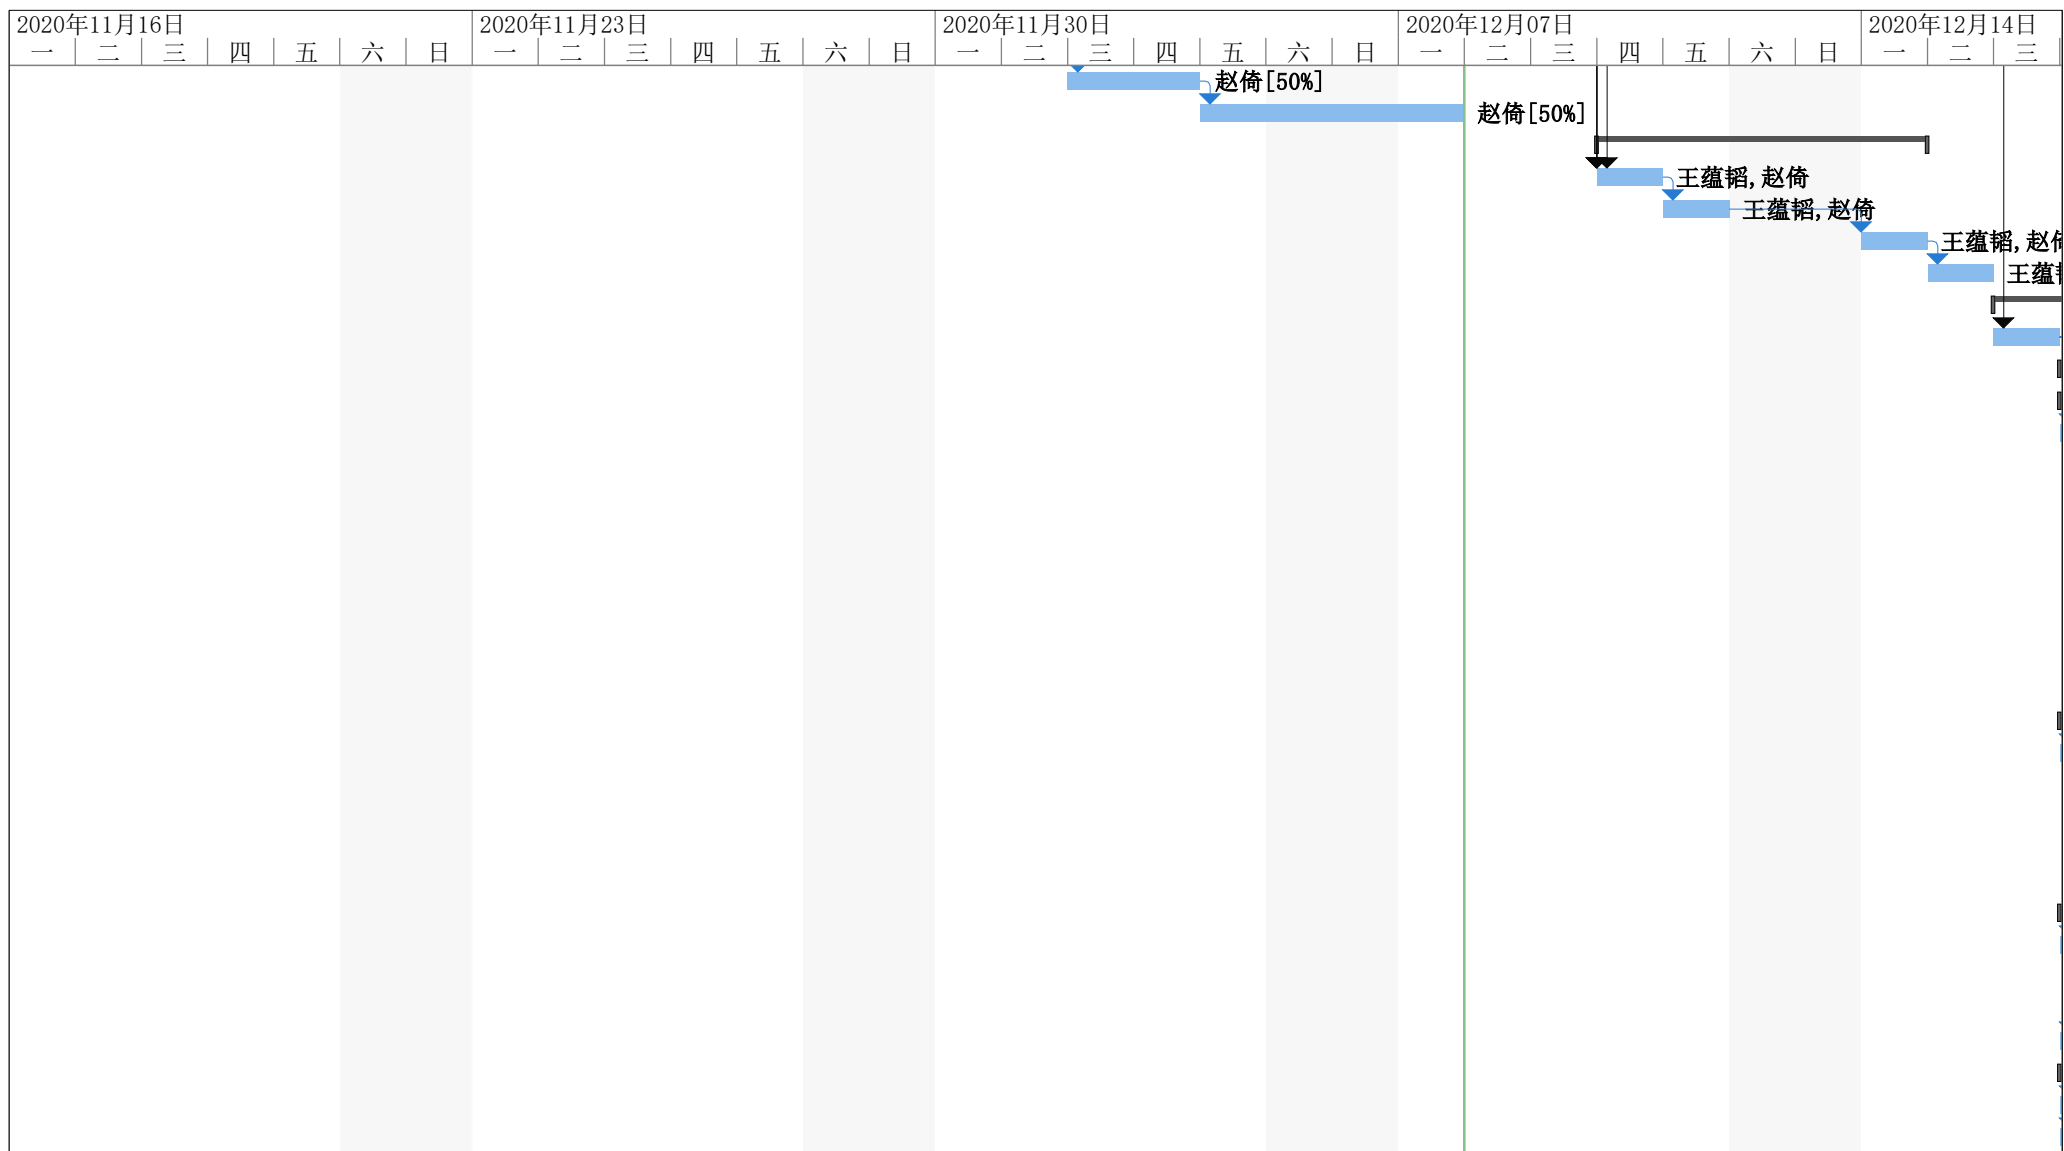 2020年11月16日 2020年11月23日 2020年11月30日 2020年12月07日 2020年12月14日
一 二 三 四 五 六 日 一 二 三 四 五 六 日 一 二 三 四 五 六 日 一 二 三 四 五 六 日 一 二 三
赵倚[50%]
赵倚[50%]
王蕴韬,赵倚
王蕴韬,赵倚
王蕴韬,赵倚
王蕴